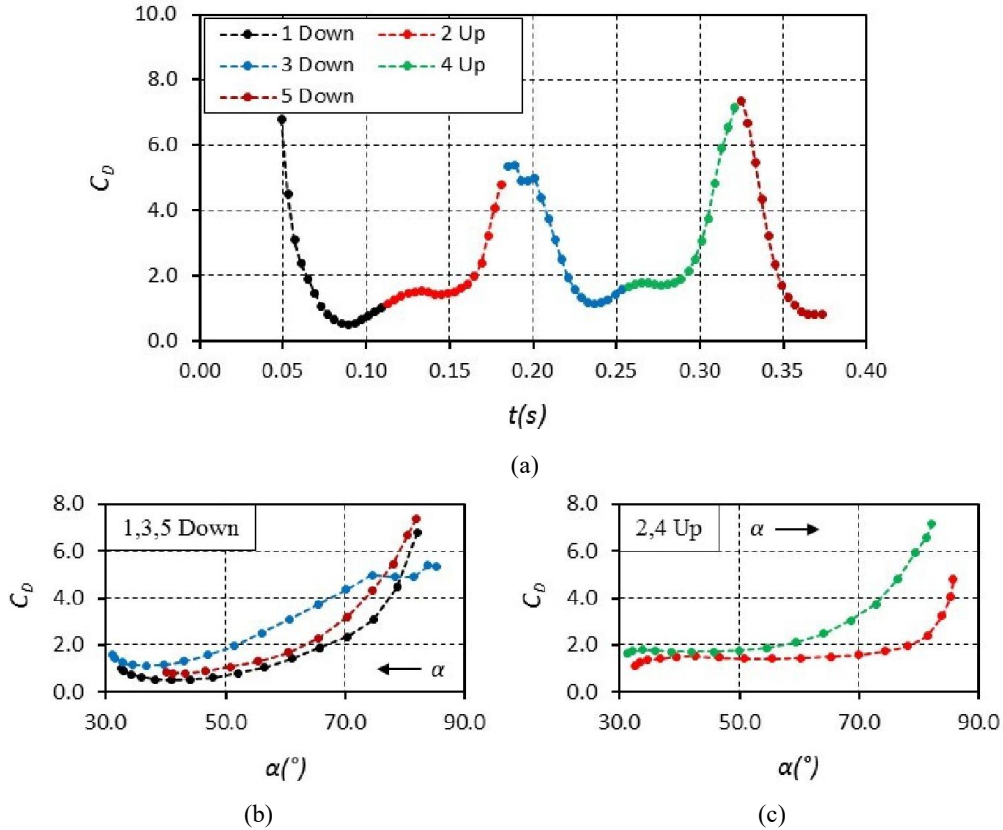 10.0
8.0
6.0
4.0
2.0
0.0
C_D
1 Down 2 Up
3 Down 4 Up
5 Down
0.00 0.05 0.10 0.15 0.20 0.25 0.30 0.35 0.40
t(s)
(a)
8.0
6.0
4.0
2.0
0.0
C_D
1,3,5 Down
α
30.0 50.0 70.0 90.0
α(°)
(b)
8.0
6.0
4.0
2.0
0.0
C_D
2,4 Up
α
30.0 50.0 70.0 90.0
α(°)
(c)